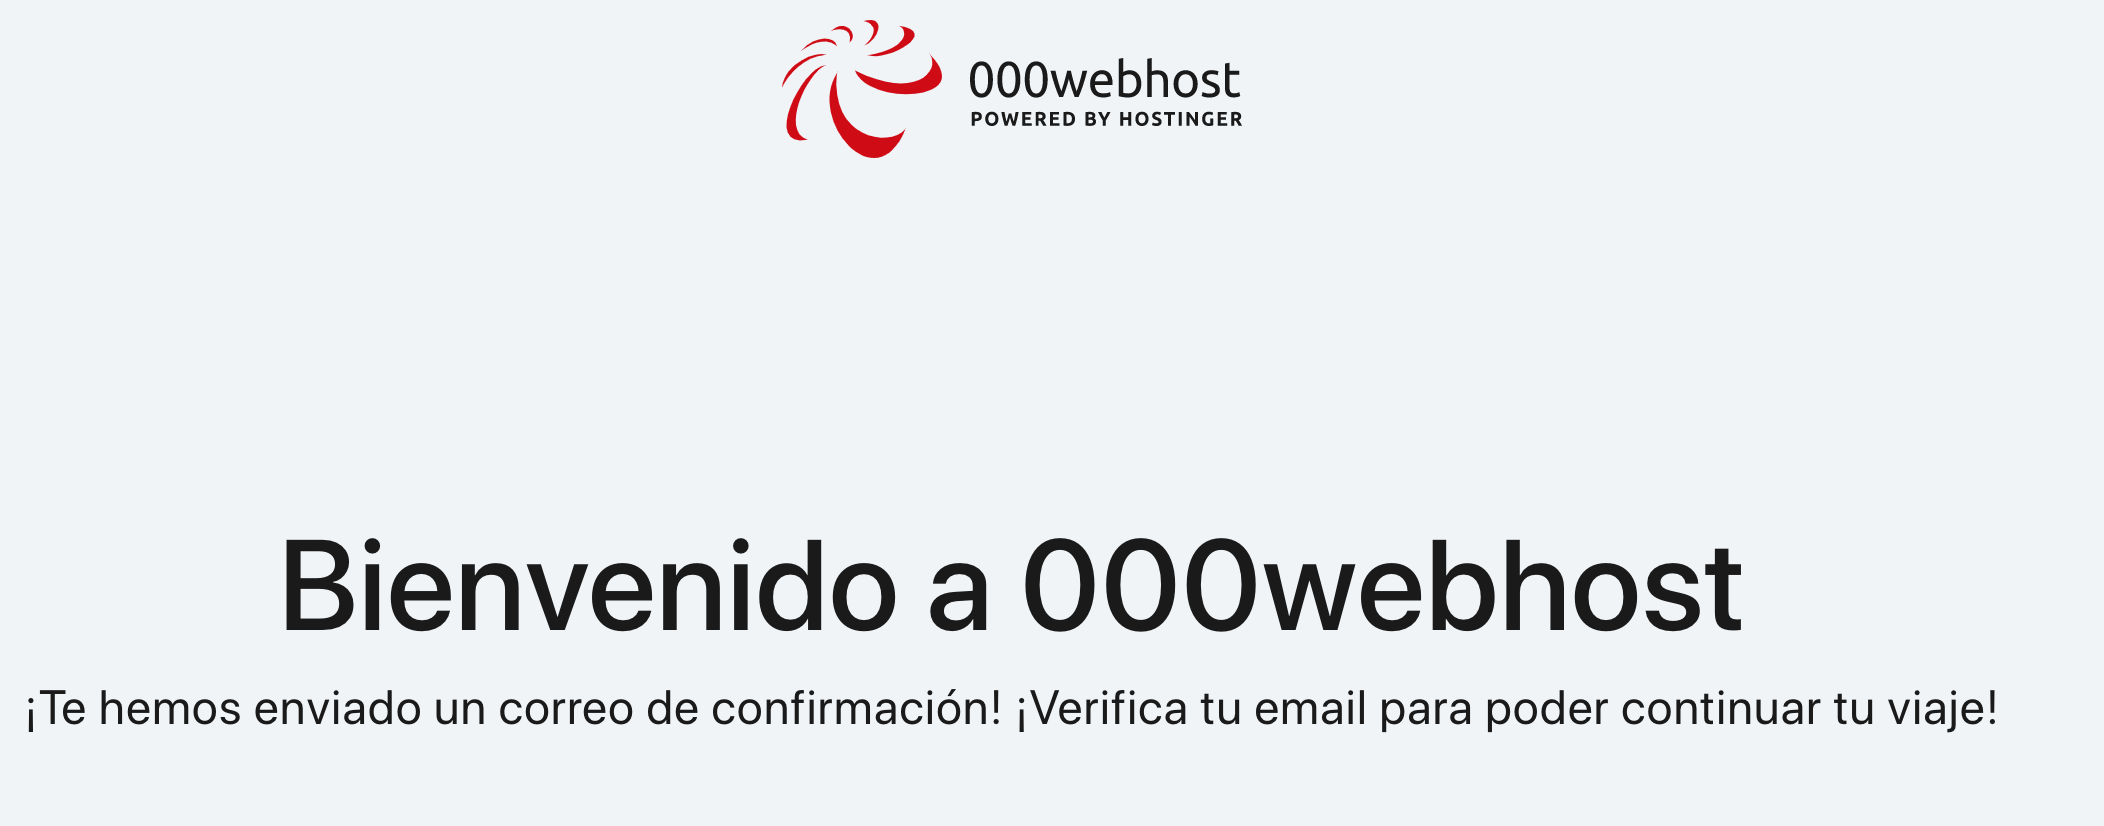 000webhost
POWERED BY HOSTINGER
Bienvenido a 000webhost
¡Te hemos enviado un correo de confirmación! ¡Verifica tu email para poder continuar tu viaje!